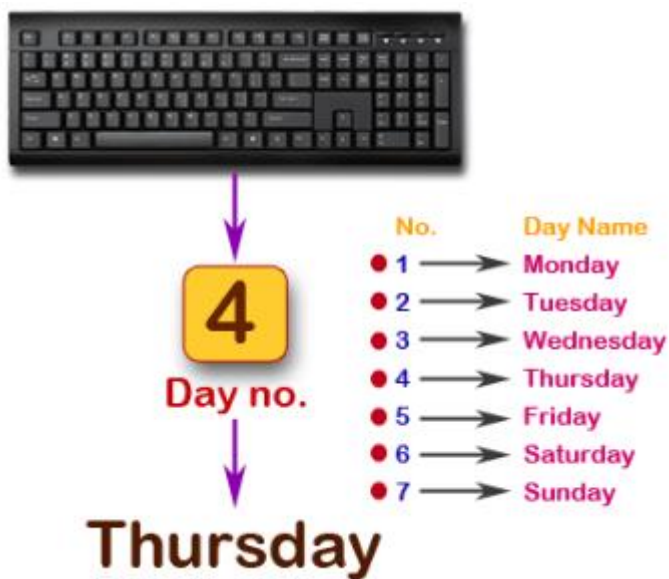 No. Day Name
1 Monday
2 Tuesday
3 Wednesday
4 Thursday
5 Friday
6 Saturday
7 Sunday
4
Day no.
Thursday